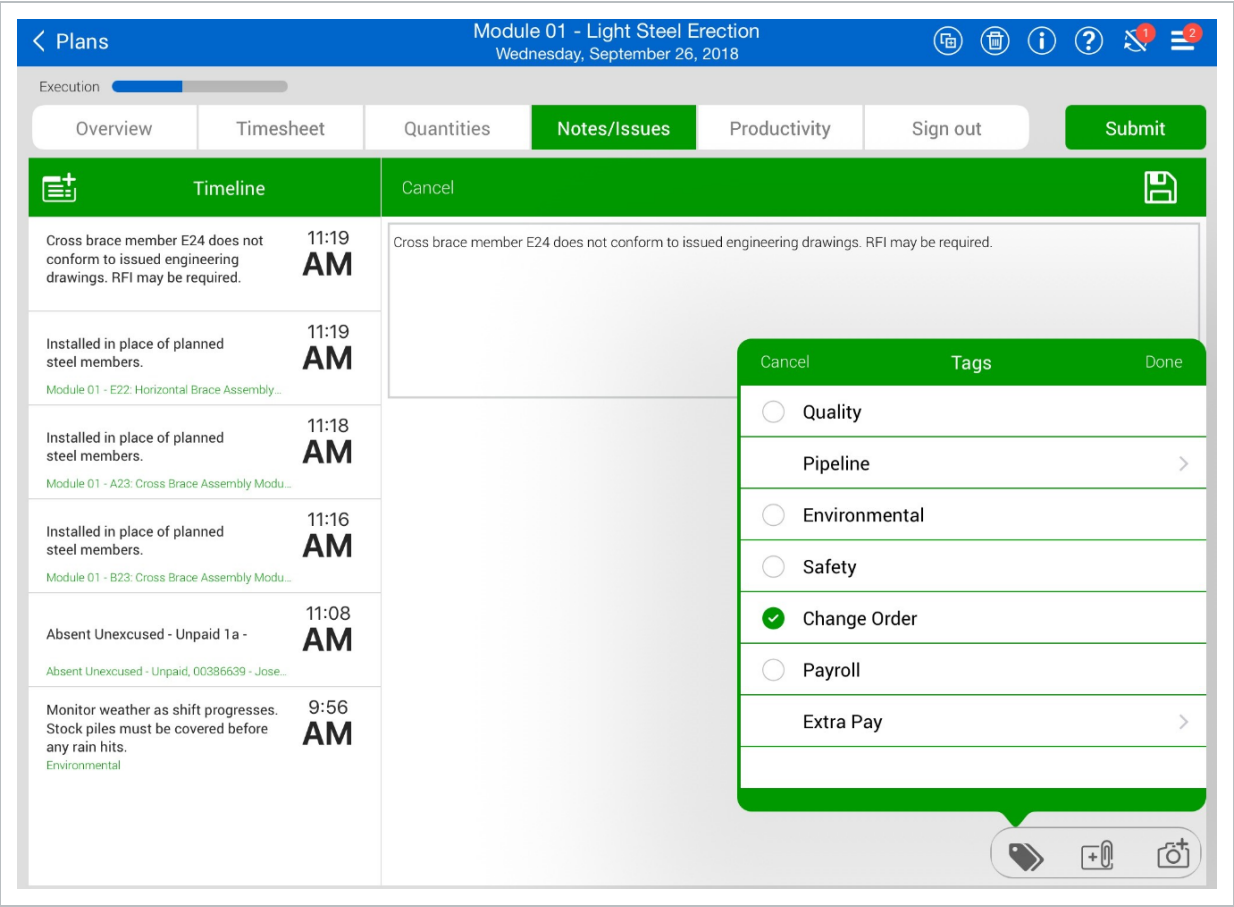 Plans
Module 01 - Light Steel Erection
Wednesday, September 26, 2018
1
2
Execution
Overview
Timesheet
Quantities
Notes/Issues
Productivity
Sign out
Submit
Timeline
Cancel
Cross brace member E24 does not
conform to issued engineering
drawings. RFI may be required.
11:19
AM
Installed in place of planned
steel members.
Module 01 - E22: Horizontal Brace Assembly...
11:19
AM
Installed in place of planned
steel members.
Module 01 - A23: Cross Brace Assembly Modu...
11:18
AM
Installed in place of planned
steel members.
Module 01 - B23: Cross Brace Assembly Modu...
11:16
AM
Absent Unexcused - Unpaid 1a -
Absent Unexcused - Unpaid, 00386639 - Jose...
11:08
AM
Monitor weather as shift progresses.
Stock piles must be covered before
any rain hits.
Environmental
9:56
AM
Cross brace member E24 does not conform to issued engineering drawings. RFI may be required.
Cancel
Tags
Done
Quality
Pipeline
Environmental
Safety
Change Order
Payroll
Extra Pay